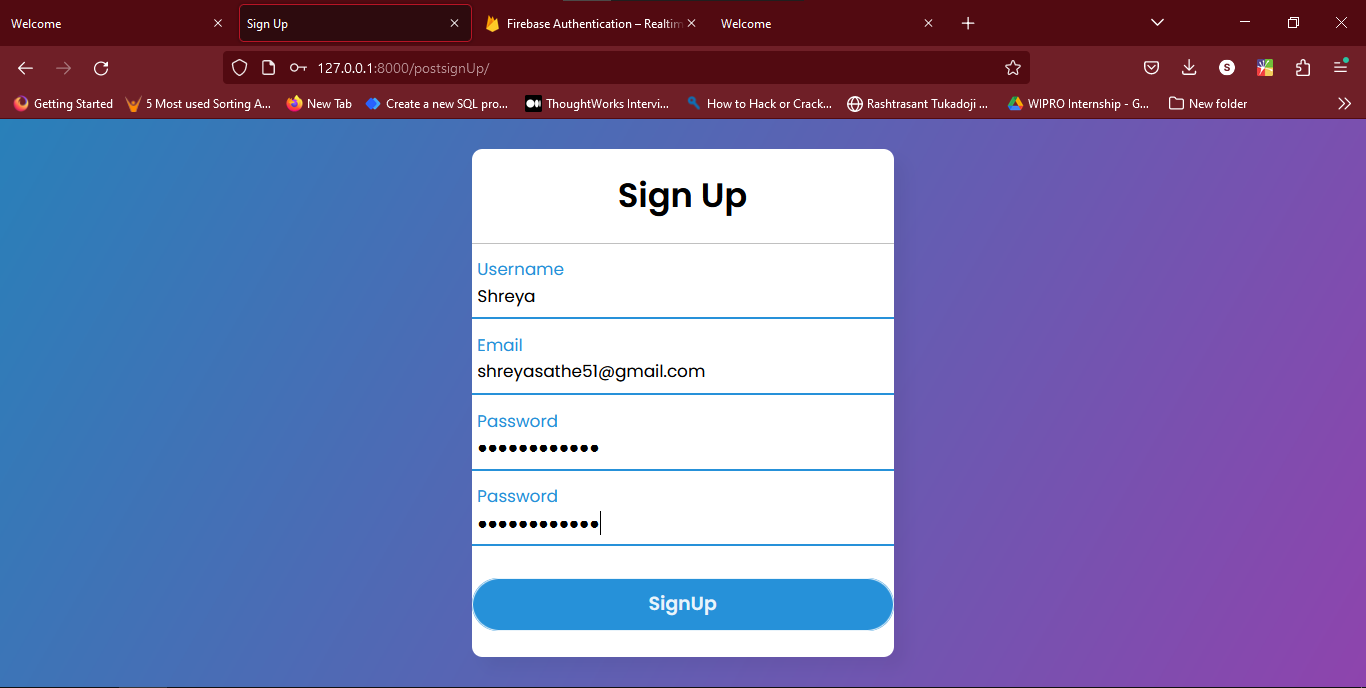 Welcome
Sign Up
Firebase Authentication – Realtim
Welcome
127.0.0.1:8000/postsignUp/
S
Getting Started
5 Most used Sorting A...
New Tab
Create a new SQL pro...
ThoughtWorks Intervi...
How to Hack or Crack...
Rashtrasant Tukadoji ...
WIPRO Internship - G...
New folder
Sign Up
Username
Shreya
Email
shreyasathe51@gmail.com
Password
••••••••••••
Password
••••••••••••
SignUp